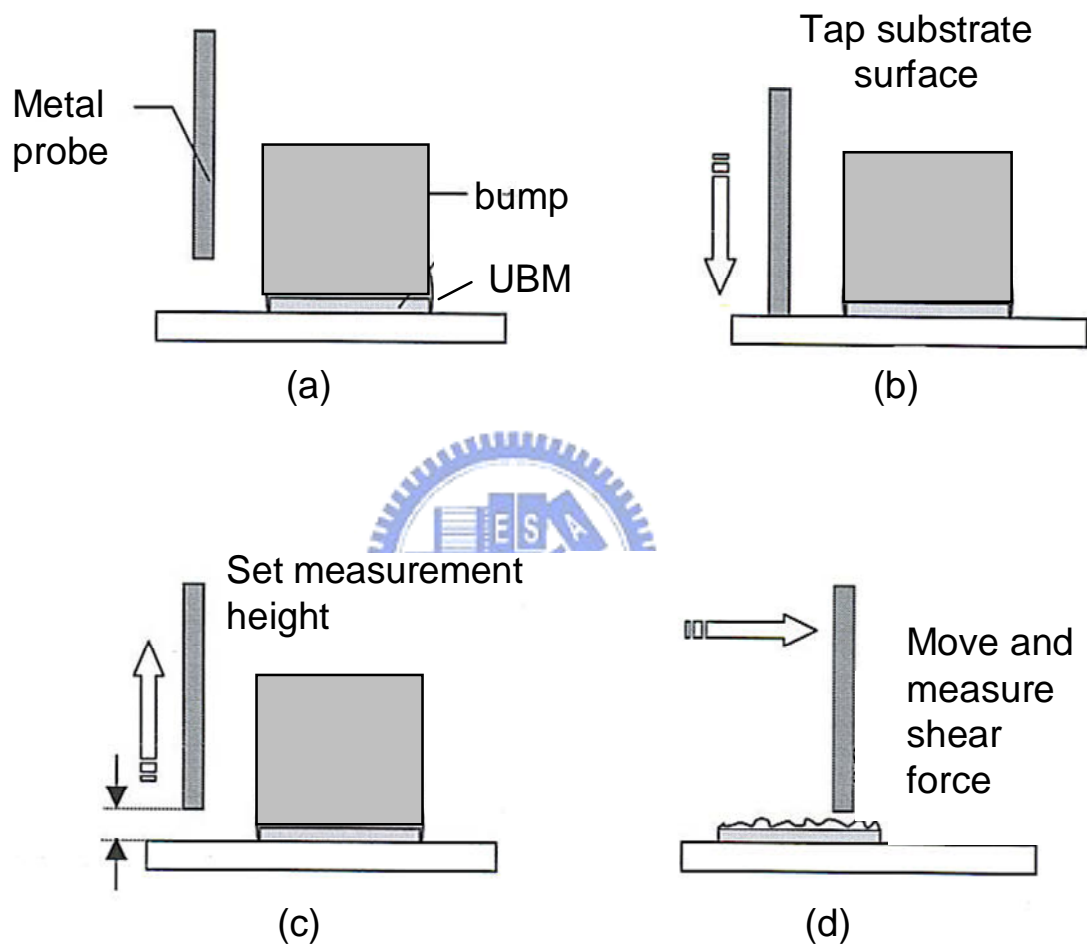 Tap substrate
surface
Metal
probe
bump
UBM
(a)
(b)
E S A
Set measurement
height
Move and
measure
shear
force
(c)
(d)